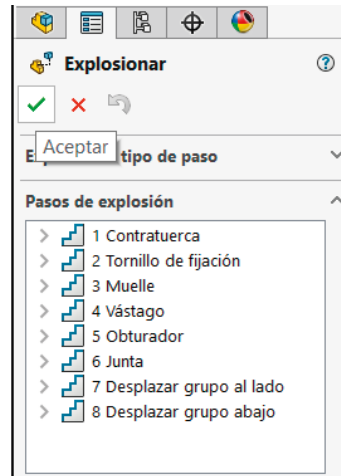 Explosionar
Aceptar
tipo de paso
Pasos de explosión
1 Contratuerca
2 Tornillo de fijación
3 Muelle
4 Vástago
5 Obturador
6 Junta
7 Desplazar grupo al lado
8 Desplazar grupo abajo